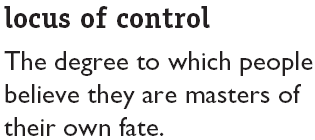 locus of control
The degree to which people
believe they are masters of
their own fate.